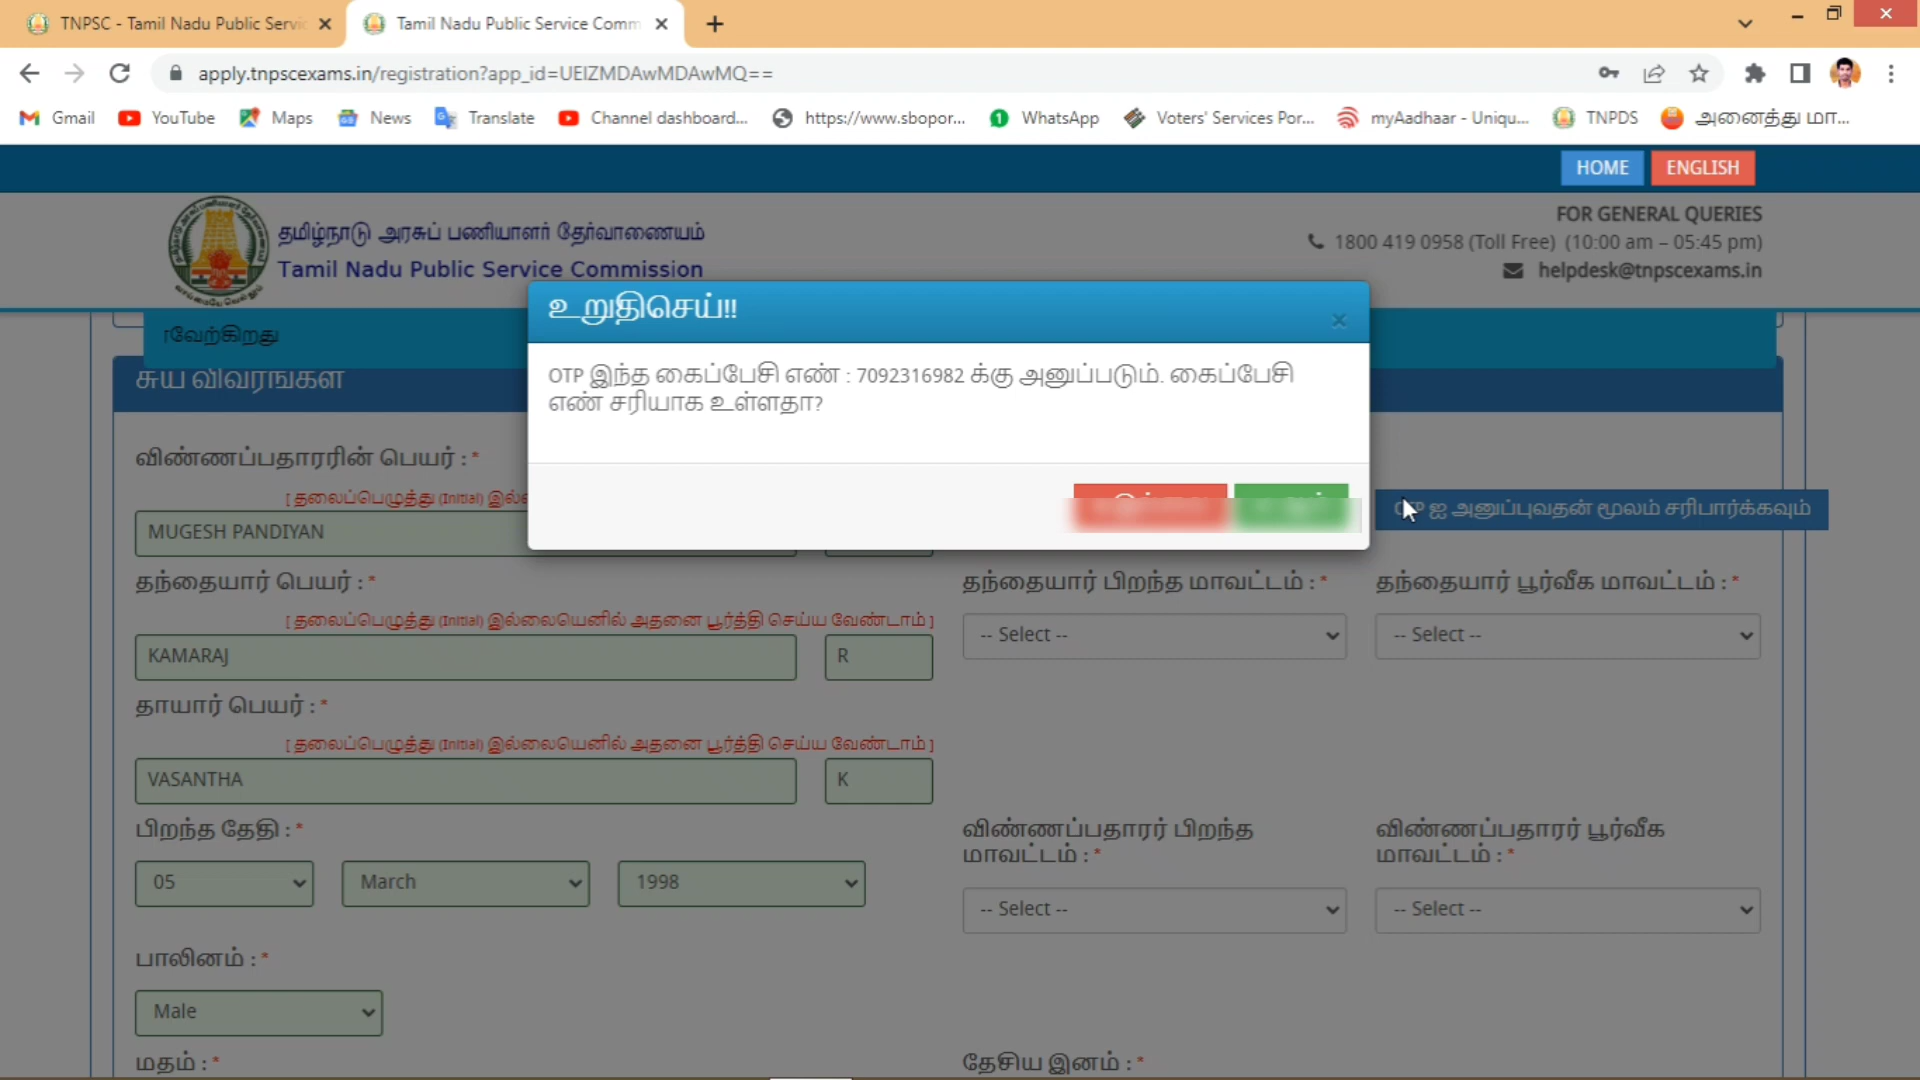 TNPSC - Tamil Nadu Public Servic
Tamil Nadu Public Service Comm
apply.tnpscexams.in/registration?app_id=UElZMDAwMDAwMQ==
Gmail YouTube Maps News Translate Channel dashboard... https://www.sbopor... WhatsApp Voters' Services Por... myAadhaar - Uniqu... TNPDS அனைத்து மா...
HOME ENGLISH
தமிழ்நாடு அரசுப் பணியாளர் தேர்வாணையம்
Tamil Nadu Public Service Commission
FOR GENERAL QUERIES
1800 419 0958 (Toll Free) (10:00 am – 05:45 pm)
helpdesk@tnpscexams.in
ரவேற்கிறது
சுய விவரங்கள்
உறுதிசெய்!!
OTP இந்த கைப்பேசி எண் : 7092316982 க்கு அனுப்படும். கைப்பேசி
எண் சரியாக உள்ளதா?
விண்ணப்பதாரரின் பெயர் : *
[ தலைப்பெழுத்து (Initial)
MUGESH PANDIYAN
ஐ அனுப்புவதன் மூலம் சரிபார்க்கவும்
தந்தையார் பெயர் : *
[ தலைப்பெழுத்து (Initial) இல்லையெனில் அதனை பூர்த்தி செய்ய வேண்டாம் ]
KAMARAJ R
தந்தையார் பிறந்த மாவட்டம் : *
-- Select --
தந்தையார் பூர்வீக மாவட்டம் : *
-- Select --
தாயார் பெயர் : *
[ தலைப்பெழுத்து (Initial) இல்லையெனில் அதனை பூர்த்தி செய்ய வேண்டாம் ]
VASANTHA K
பிறந்த தேதி : *
05 March 1998
விண்ணப்பதாரர் பிறந்த
மாவட்டம் : *
-- Select --
விண்ணப்பதாரர் பூர்வீக
மாவட்டம் : *
-- Select --
பாலினம் : *
Male
மதம் : *
தேசிய இனம் : *